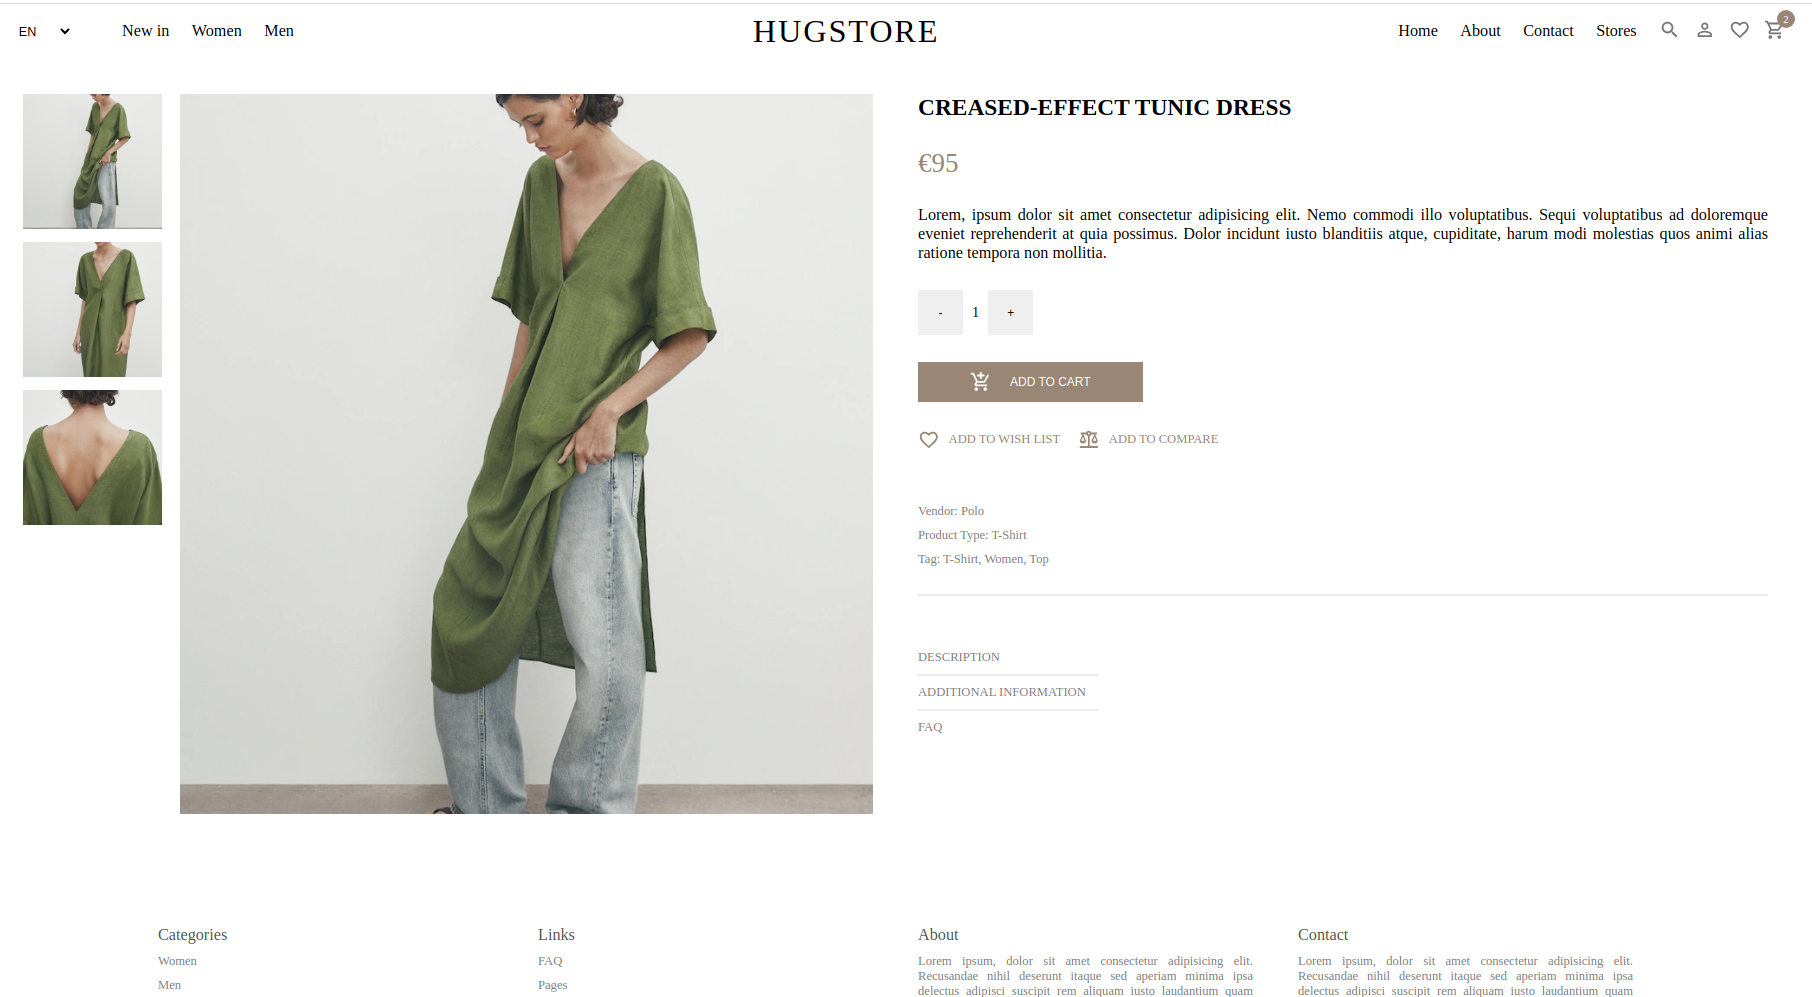 EN New in Women Men HUGSTORE Home About Contact Stores 2
CREASED-EFFECT TUNIC DRESS
€95
Lorem, ipsum dolor sit amet consectetur adipisicing elit. Nemo commodi illo voluptatibus. Sequi voluptatibus ad doloremque
eveniet reprehenderit at quia possimus. Dolor incidunt iusto blanditiis atque, cupiditate, harum modi molestias quos animi alias
ratione tempora non mollitia.
- 1 +
ADD TO CART
ADD TO WISH LIST ADD TO COMPARE
Vendor: Polo
Product Type: T-Shirt
Tag: T-Shirt, Women, Top
DESCRIPTION
ADDITIONAL INFORMATION
FAQ
Categories
Women
Men
Links
FAQ
Pages
About
Lorem ipsum, dolor sit amet consectetur adipisicing elit.
Recusandae nihil deserunt itaque sed aperiam minima ipsa
delectus adipisci suscipit rem aliquam iusto laudantium quam
Contact
Lorem ipsum, dolor sit amet consectetur adipisicing elit.
Recusandae nihil deserunt itaque sed aperiam minima ipsa
delectus adipisci suscipit rem aliquam iusto laudantium quam